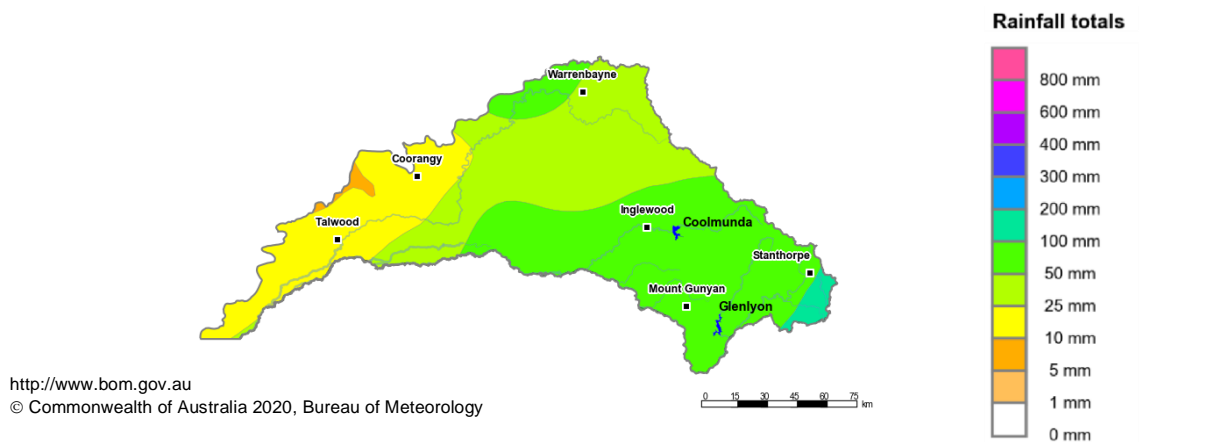 Rainfall totals
800 mm
600 mm
400 mm
300 mm
200 mm
100 mm
50 mm
25 mm
10 mm
5 mm
1 mm
0 mm
Warrenbayne
Coorangy
Talwood
Inglewood
Coolmunda
Stanthorpe
Mount Gunyan
Glenlyon
http://www.bom.gov.au
© Commonwealth of Australia 2020, Bureau of Meteorology
0 15 30 45 60 75
km